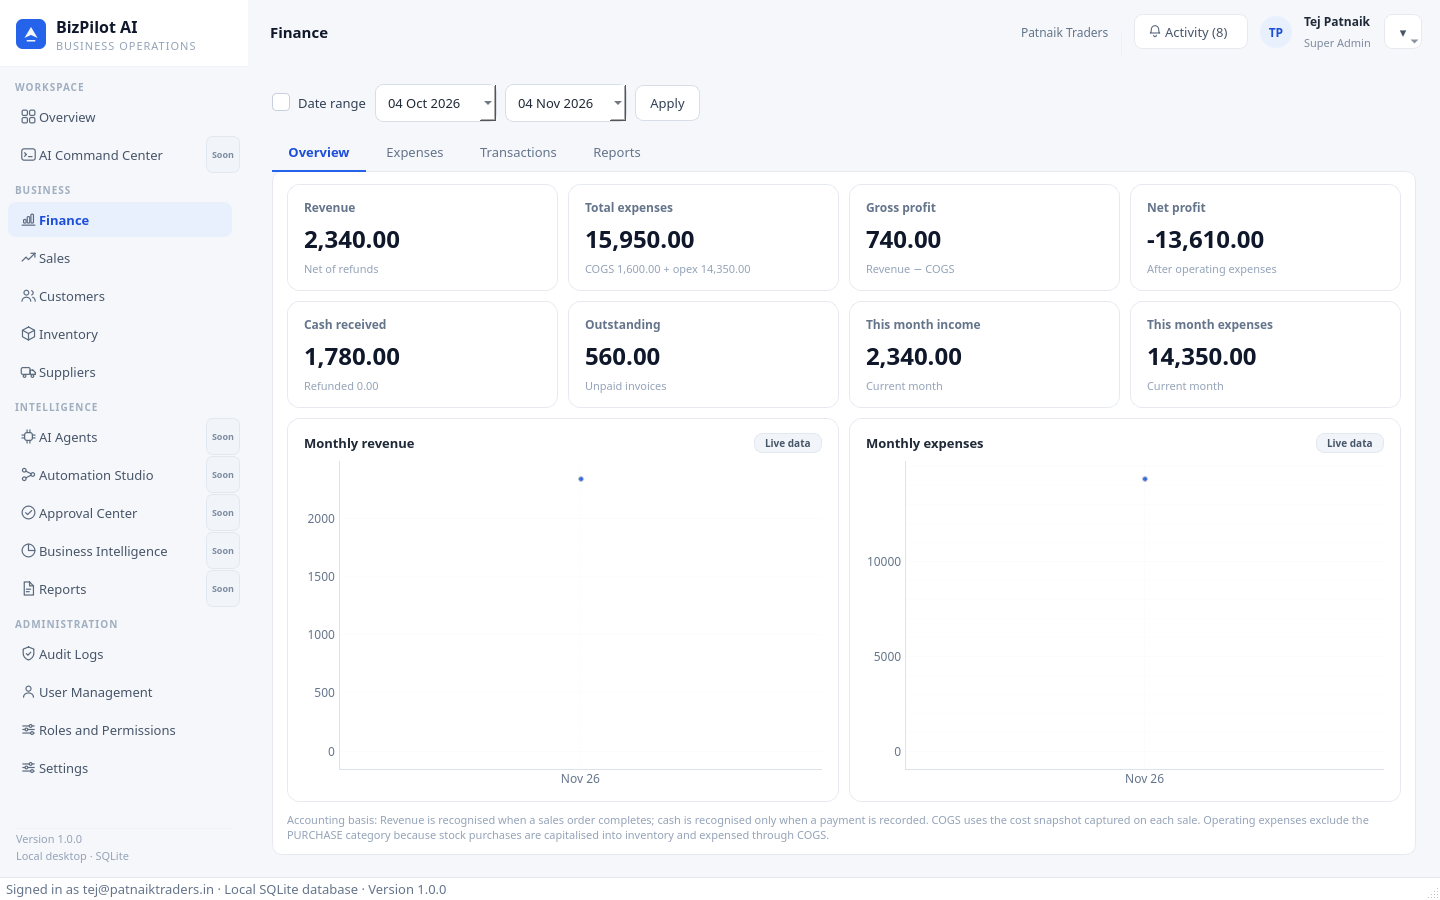 BizPilot AI
BUSINESS OPERATIONS
Finance
Patnaik Traders
Activity (8)
TP
Tej Patnaik
Super Admin
WORKSPACE
Overview
AI Command Center
Soon
BUSINESS
Finance
Sales
Customers
Inventory
Suppliers
INTELLIGENCE
AI Agents
Soon
Automation Studio
Soon
Approval Center
Soon
Business Intelligence
Soon
Reports
Soon
ADMINISTRATION
Audit Logs
User Management
Roles and Permissions
Settings
Version 1.0.0
Local desktop · SQLite
Date range
04 Oct 2026
04 Nov 2026
Apply
Overview
Expenses
Transactions
Reports
Revenue
2,340.00
Net of refunds
Total expenses
15,950.00
COGS 1,600.00 + opex 14,350.00
Gross profit
740.00
Revenue − COGS
Net profit
-13,610.00
After operating expenses
Cash received
1,780.00
Refunded 0.00
Outstanding
560.00
Unpaid invoices
This month income
2,340.00
Current month
This month expenses
14,350.00
Current month
Monthly revenue
Live data
2000
1500
1000
500
0
Nov 26
Monthly expenses
Live data
10000
5000
0
Nov 26
Accounting basis: Revenue is recognised when a sales order completes; cash is recognised only when a payment is recorded. COGS uses the cost snapshot captured on each sale. Operating expenses exclude the
PURCHASE category because stock purchases are capitalised into inventory and expensed through COGS.
Signed in as tej@patnaiktraders.in · Local SQLite database · Version 1.0.0